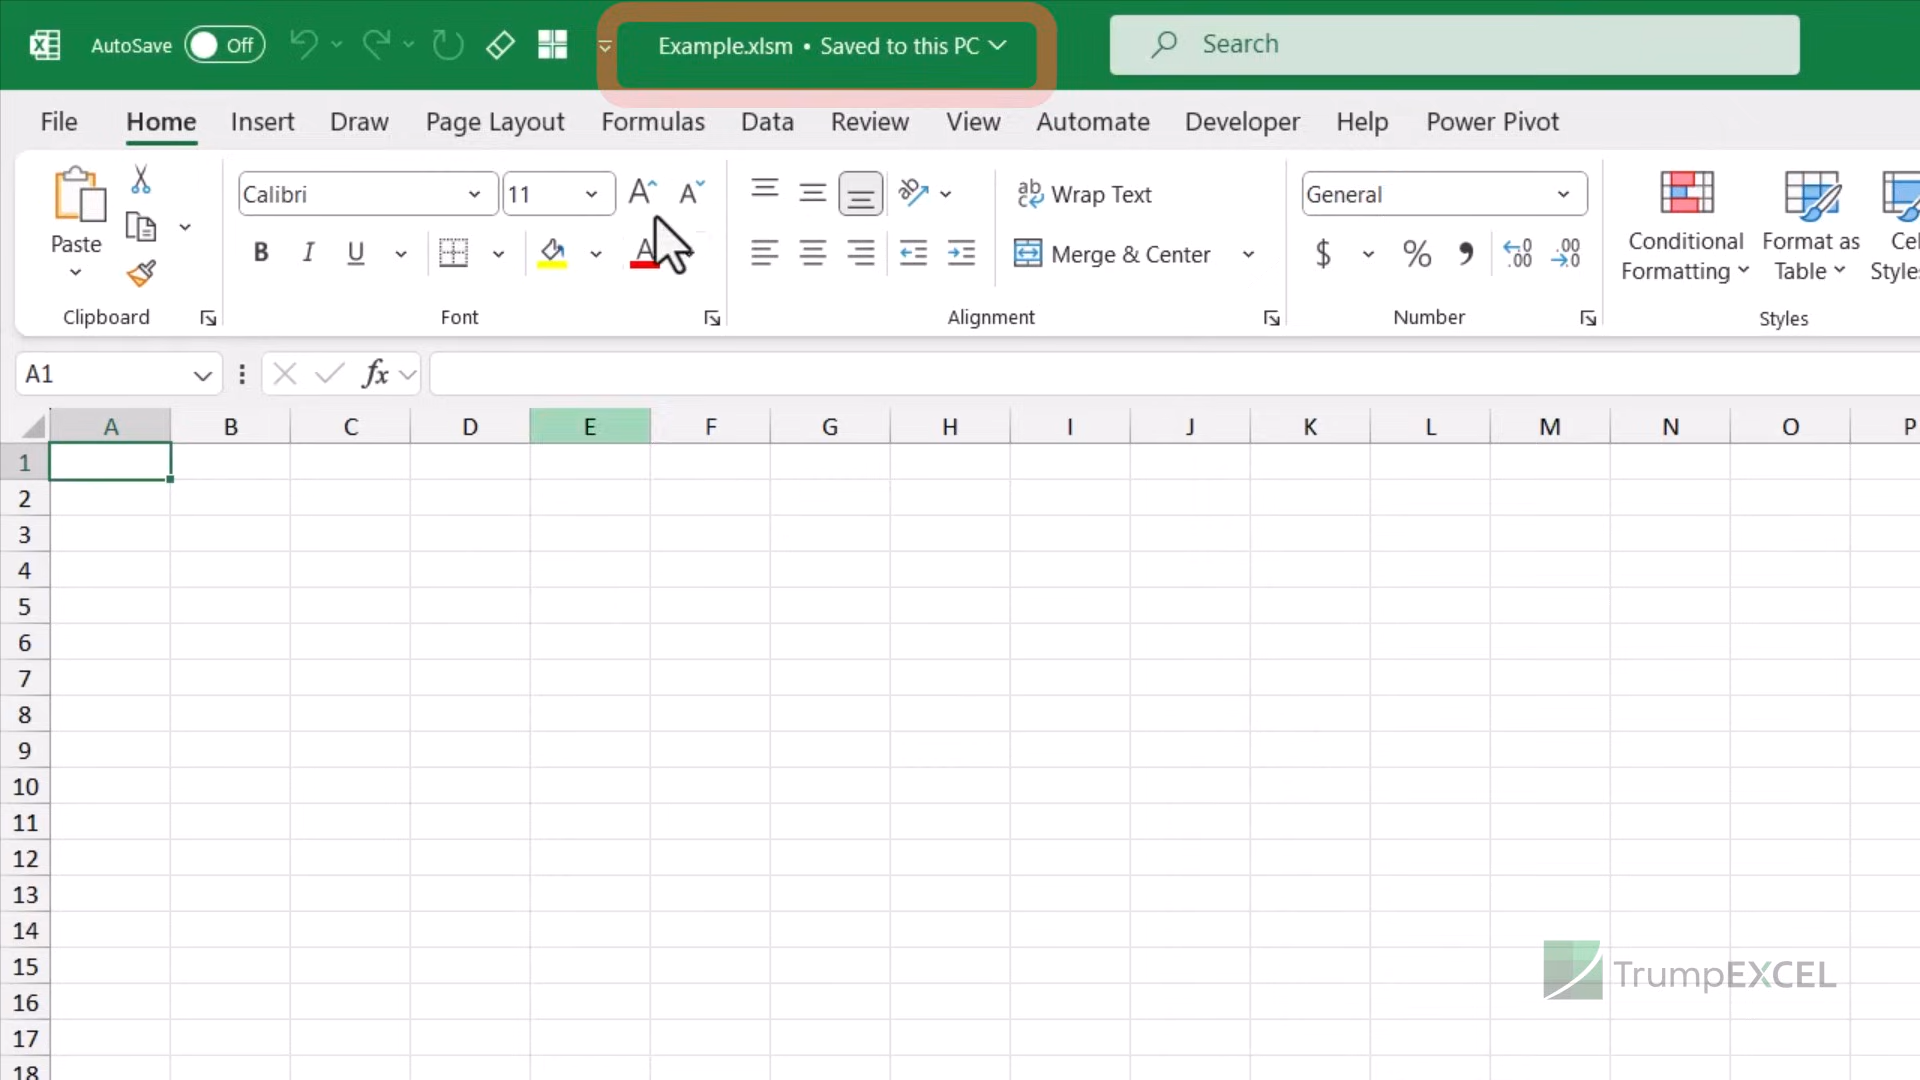 AutoSave Off Example.xlsm • Saved to this PC Search
File Home Insert Draw Page Layout Formulas Data Review View Automate Developer Help Power Pivot
Calibri 11 Wrap Text General
Paste B I U Merge & Center $ % Conditional Formatting Format as Table
Clipboard Font Alignment Number Styles
A1 fx
A B C D E F G H I J K L M N O P
1
2
3
4
5
6
7
8
9
10
11
12
13
14
15
16
17
18
TrumpEXCEL